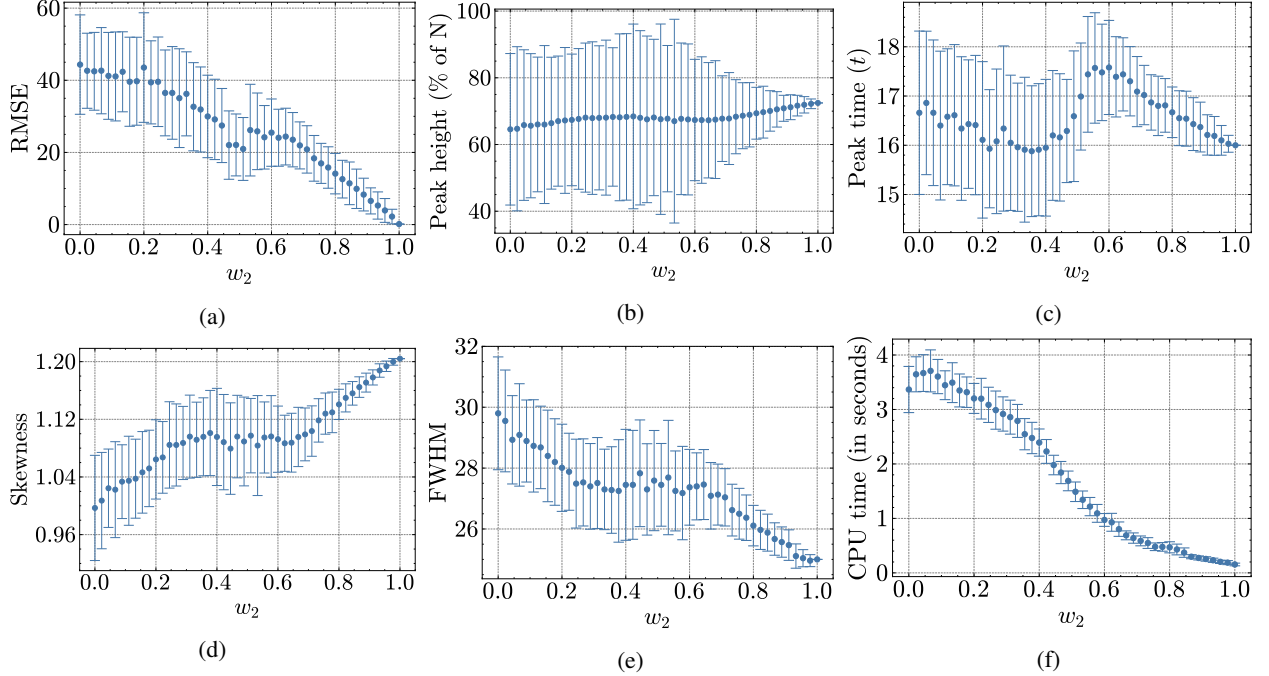 RMSE
60
40
20
0
0.0 0.2 0.4 0.6 0.8 1.0
w₂
(a)
Peak height (% of N)
100
80
60
40
0.0 0.2 0.4 0.6 0.8 1.0
w₂
(b)
Peak time (t)
18
17
16
15
0.0 0.2 0.4 0.6 0.8 1.0
w₂
(c)
Skewness
1.20
1.12
1.04
0.96
0.0 0.2 0.4 0.6 0.8 1.0
w₂
(d)
FWHM
32
30
28
26
0.0 0.2 0.4 0.6 0.8 1.0
w₂
(e)
CPU time (in seconds)
4
3
2
1
0
0.0 0.2 0.4 0.6 0.8 1.0
w₂
(f)